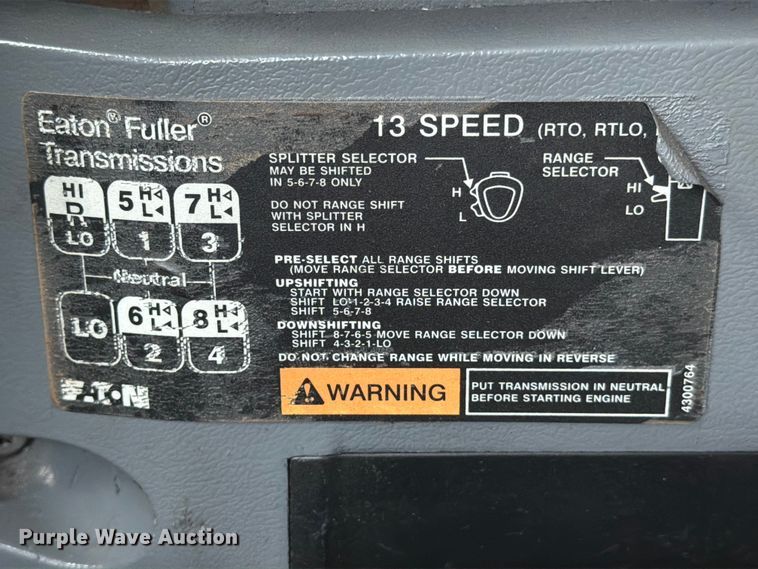 Eaton® Fuller®
Transmissions
13 SPEED (RTO, RTLO,
SPLITTER SELECTOR
MAY BE SHIFTED
IN 5-6-7-8 ONLY
DO NOT RANGE SHIFT
WITH SPLITTER
SELECTOR IN H
H
L
RANGE
SELECTOR
HI
LO
HI
R
LO
5 H
L
1
7 H
L
3
Neutral
LO
6 H
L
2
8 H
L
4
PRE-SELECT ALL RANGE SHIFTS
(MOVE RANGE SELECTOR BEFORE MOVING SHIFT LEVER)
UPSHIFTING
START WITH RANGE SELECTOR DOWN
SHIFT LO-1-2-3-4 RAISE RANGE SELECTOR
SHIFT 5-6-7-8
DOWNSHIFTING
SHIFT 8-7-6-5 MOVE RANGE SELECTOR DOWN
SHIFT 4-3-2-1-LO
DO NOT CHANGE RANGE WHILE MOVING IN REVERSE
EATON
WARNING
PUT TRANSMISSION IN NEUTRAL
BEFORE STARTING ENGINE
4300764
Purple Wave Auction